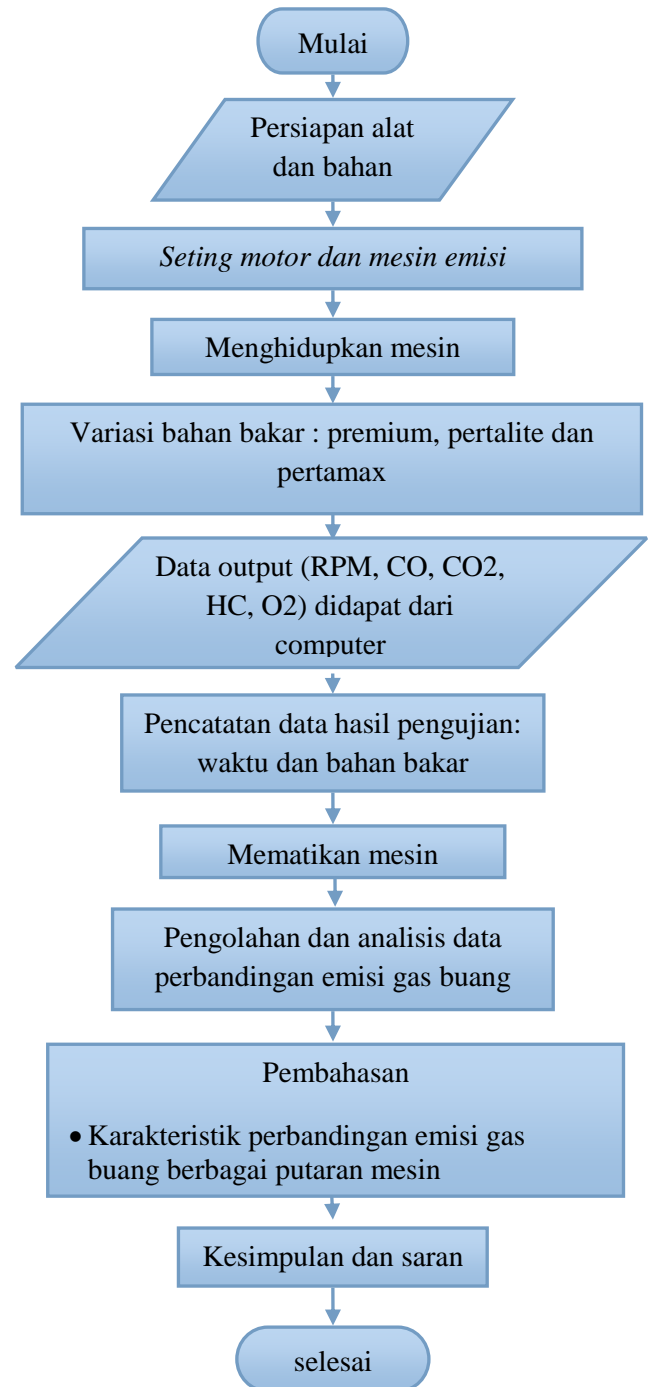 Mulai
Persiapan alat
dan bahan
Seting motor dan mesin emisi
Menghidupkan mesin
Variasi bahan bakar : premium, pertalite dan
pertamax
Data output (RPM, CO, CO2,
HC, O2) didapat dari
computer
Pencatatan data hasil pengujian:
waktu dan bahan bakar
Mematikan mesin
Pengolahan dan analisis data
perbandingan emisi gas buang
Pembahasan
• Karakteristik perbandingan emisi gas
buang berbagai putaran mesin
Kesimpulan dan saran
selesai